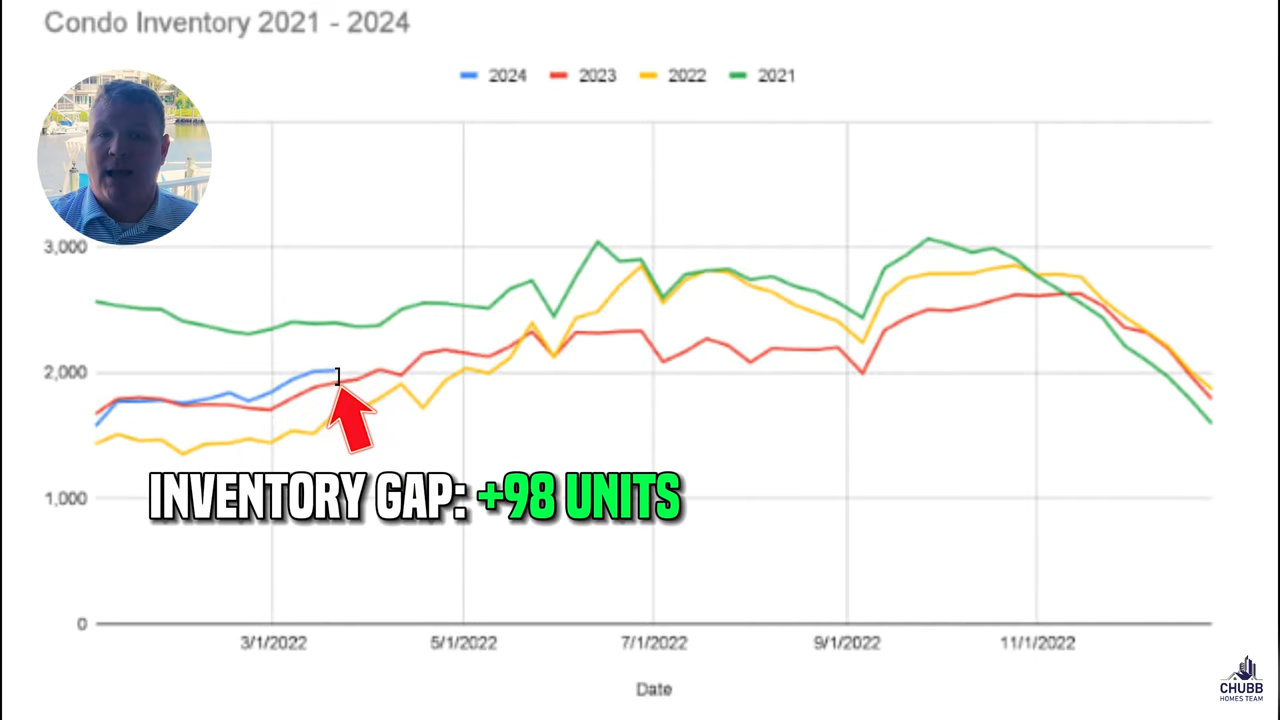 Condo Inventory 2021 - 2024
2024 2023 2022 2021
3,000
2,000
1,000
0
INVENTORY GAP: +98 UNITS
3/1/2022 5/1/2022 7/1/2022 9/1/2022 11/1/2022
Date
CHUBB
HOMES TEAM